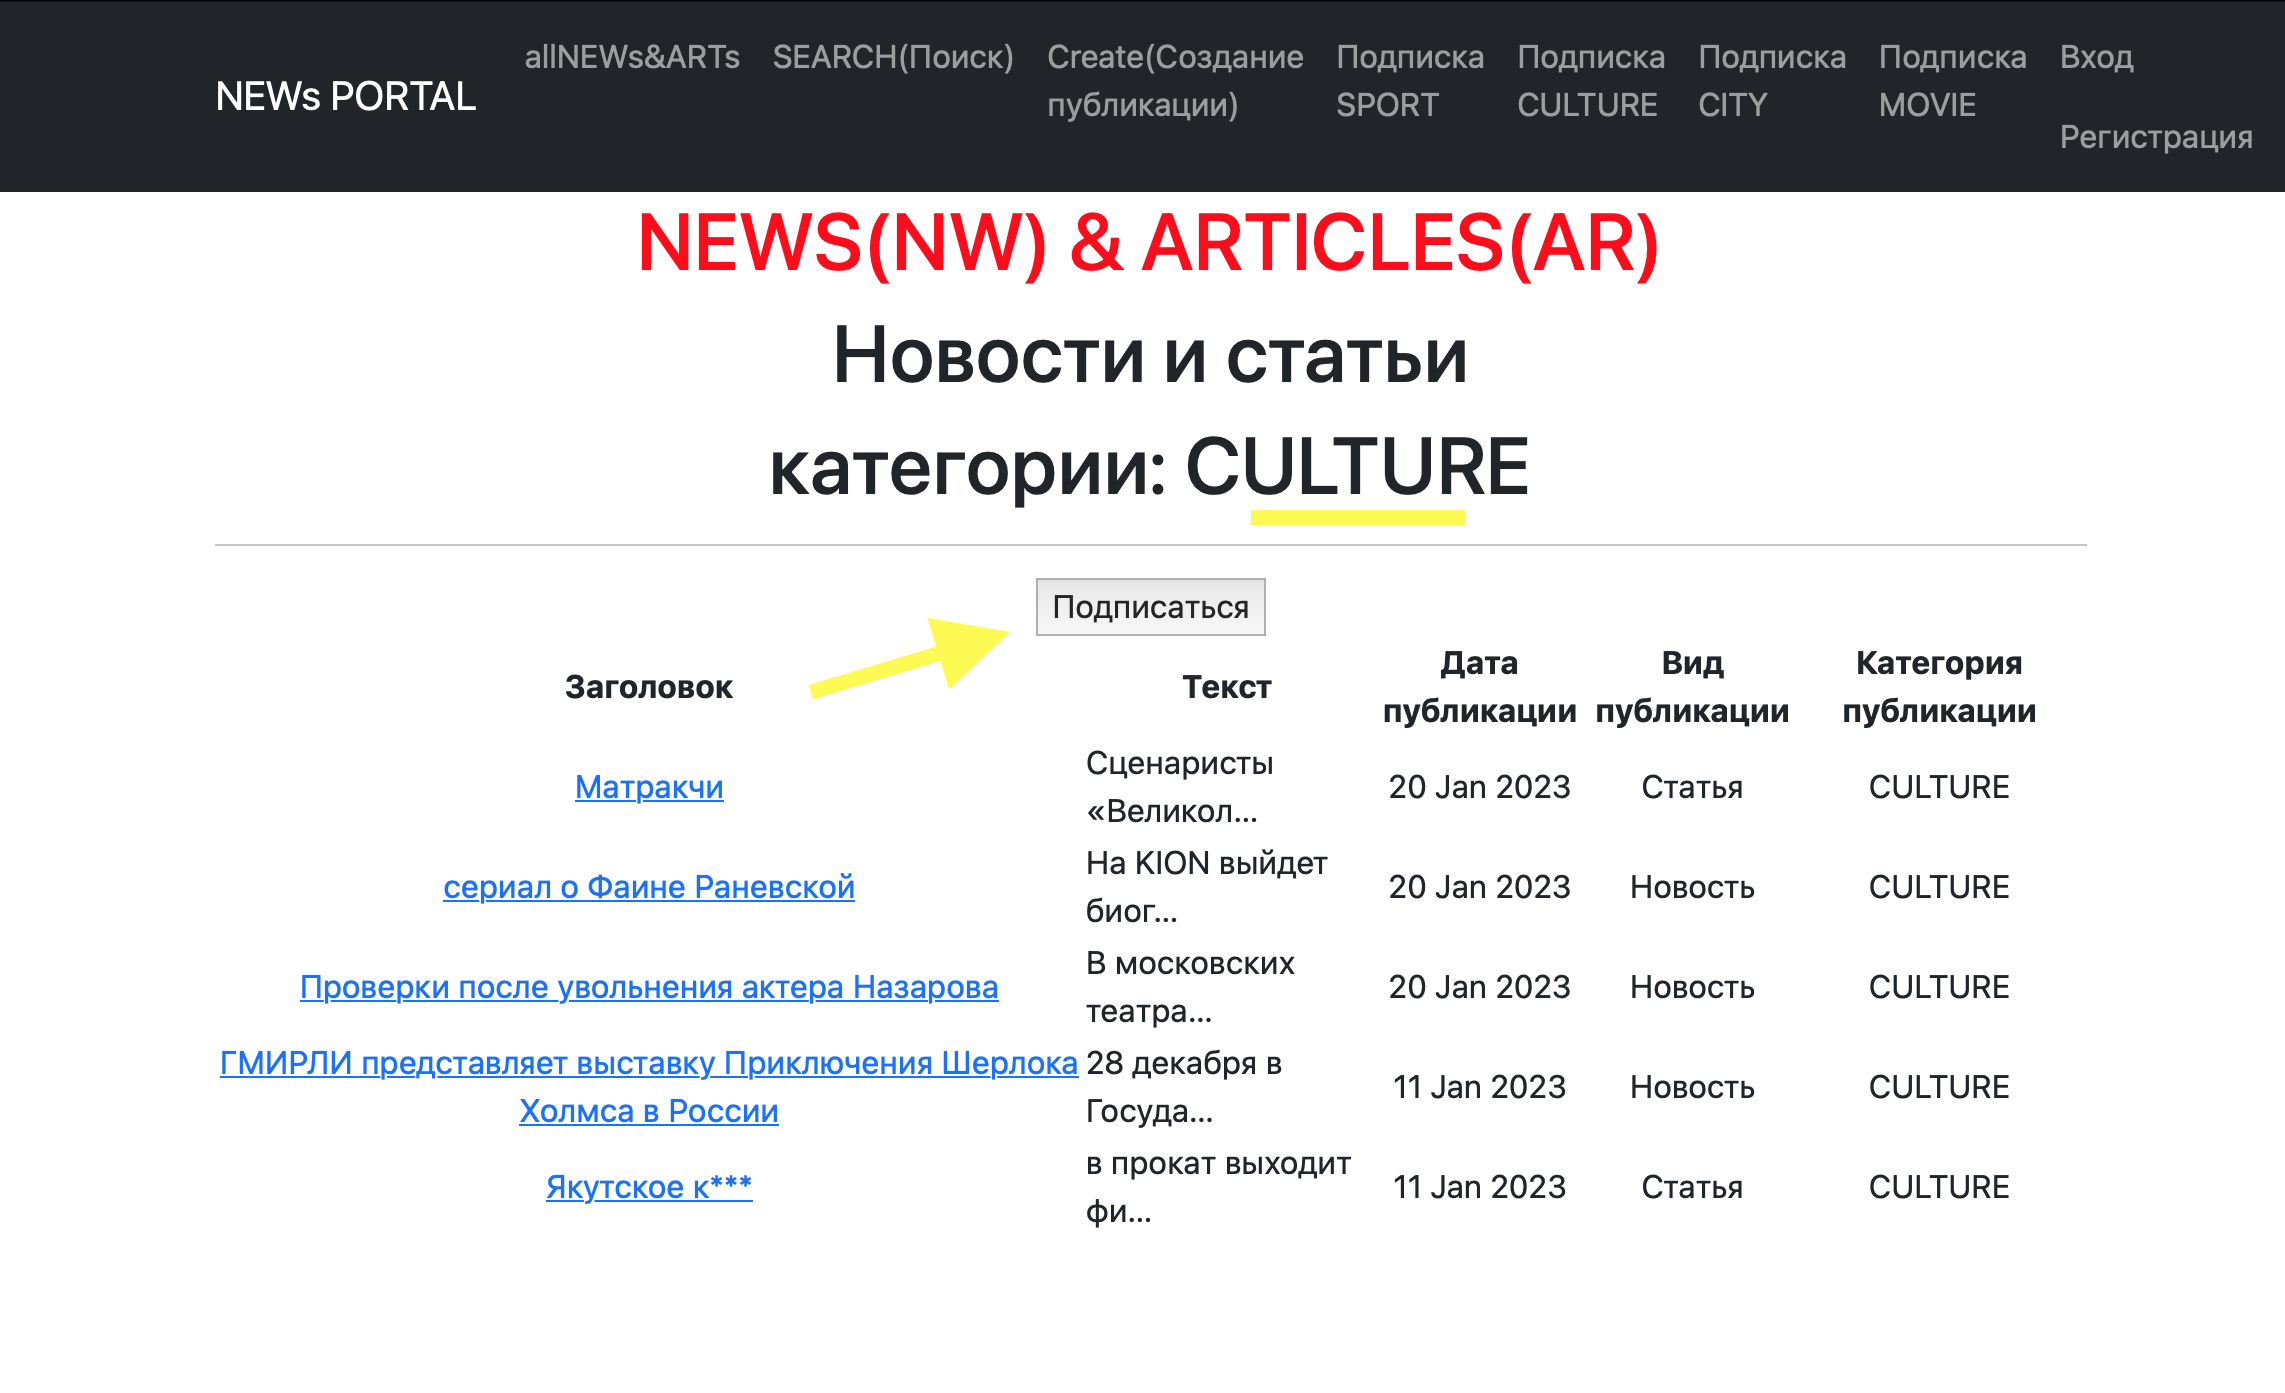 NEWs PORTAL
allNEWs&ARTs
SEARCH(Поиск)
Create(Создание
публикации)
Подписка
SPORT
Подписка
CULTURE
Подписка
CITY
Подписка
MOVIE
Вход
Регистрация
NEWS(NW) & ARTICLES(AR)
Новости и статьи
категории: CULTURE
Подписаться
Заголовок
Текст
Дата
публикации
Вид
публикации
Категория
публикации
Матракчи
Сценаристы
«Великол...
20 Jan 2023
Статья
CULTURE
сериал о Фаине Раневской
На KION выйдет
биог...
20 Jan 2023
Новость
CULTURE
Проверки после увольнения актера Назарова
В московских
театра...
20 Jan 2023
Новость
CULTURE
ГМИРЛИ представляет выставку Приключения Шерлока
Холмса в России
28 декабря в
Госуда...
11 Jan 2023
Новость
CULTURE
Якутское к***
в прокат выходит
фи...
11 Jan 2023
Статья
CULTURE